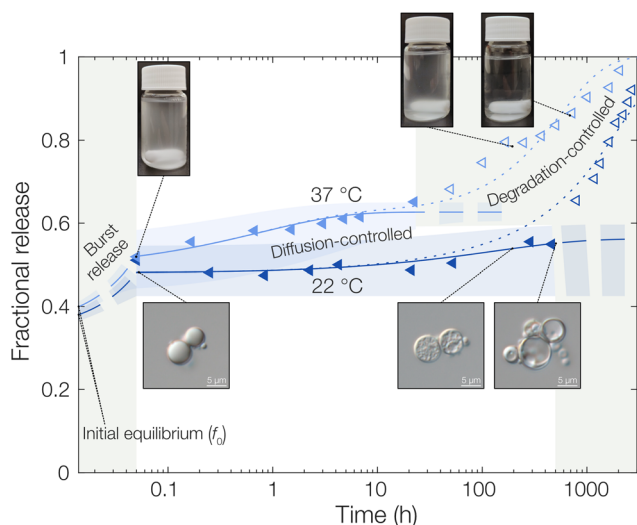 1
0.8
0.6
0.4
0.2
0
Fractional release
Burst
release
37 °C
Diffusion-controlled
22 °C
Degradation-controlled
5 μm
5 μm
5 μm
Initial equilibrium (f0)
0.1
1
10
100
1000
Time (h)